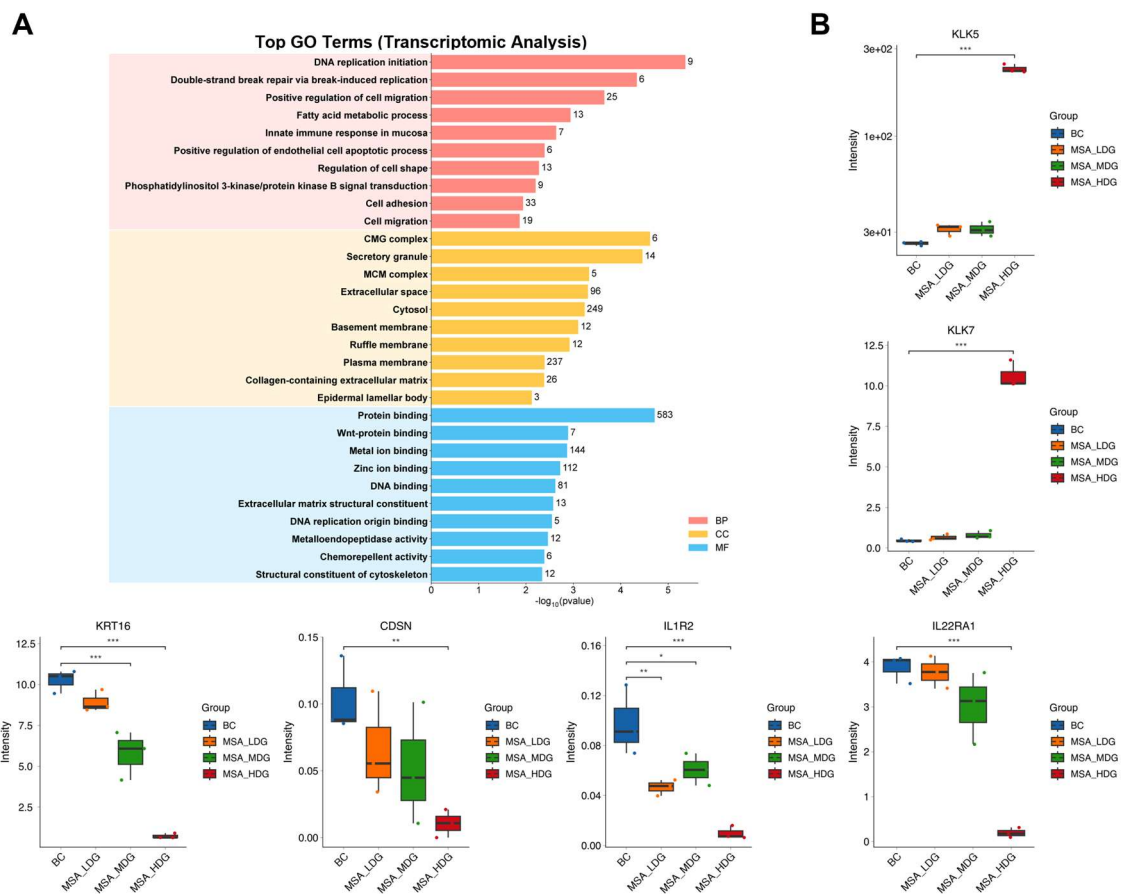 A
Top GO Terms (Transcriptomic Analysis)
DNA replication initiation 9
Double-strand break repair via break-induced replication 6
Positive regulation of cell migration 25
Fatty acid metabolic process 13
Innate immune response in mucosa 7
Positive regulation of endothelial cell apoptotic process 6
Regulation of cell shape 13
Phosphatidylinositol 3-kinase/protein kinase B signal transduction 9
Cell adhesion 33
Cell migration 19
CMG complex 6
Secretory granule 14
MCM complex 5
Extracellular space 96
Cytosol 249
Basement membrane 12
Ruffle membrane 12
Plasma membrane 237
Collagen-containing extracellular matrix 26
Epidermal lamellar body 3
Protein binding 583
Wnt-protein binding 7
Metal ion binding 144
Zinc ion binding 112
DNA binding 81
Extracellular matrix structural constituent 13
DNA replication origin binding 5
Metalloendopeptidase activity 12
Chemorepellent activity 6
Structural constituent of cytoskeleton 12
BP
CC
MF
0 1 2 3 4 5
-log10(pvalue)
B
KLK5
3e+02
***
1e+02
3e+01
Intensity
Group
BC
MSA_LDG
MSA_MDG
MSA_HDG
BC MSA_LDG MSA_MDG MSA_HDG
KLK7
12.5
***
10.0
7.5
5.0
2.5
0.0
Intensity
Group
BC
MSA_LDG
MSA_MDG
MSA_HDG
BC MSA_LDG MSA_MDG MSA_HDG
KRT16
12.5
***
***
10.0
7.5
5.0
2.5
Intensity
Group
BC
MSA_LDG
MSA_MDG
MSA_HDG
BC MSA_LDG MSA_MDG MSA_HDG
CDSN
0.15
**
0.10
0.05
0.00
Intensity
Group
BC
MSA_LDG
MSA_MDG
MSA_HDG
BC MSA_LDG MSA_MDG MSA_HDG
IL1R2
0.16
***
*
**
0.12
0.08
0.04
0.00
Intensity
Group
BC
MSA_LDG
MSA_MDG
MSA_HDG
BC MSA_LDG MSA_MDG MSA_HDG
IL22RA1
***
4
3
2
1
0
Intensity
Group
BC
MSA_LDG
MSA_MDG
MSA_HDG
BC MSA_LDG MSA_MDG MSA_HDG